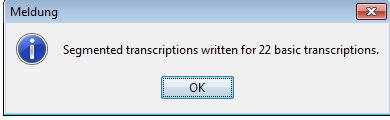 Meldung
Segmented transcriptions written for 22 basic transcriptions.
OK